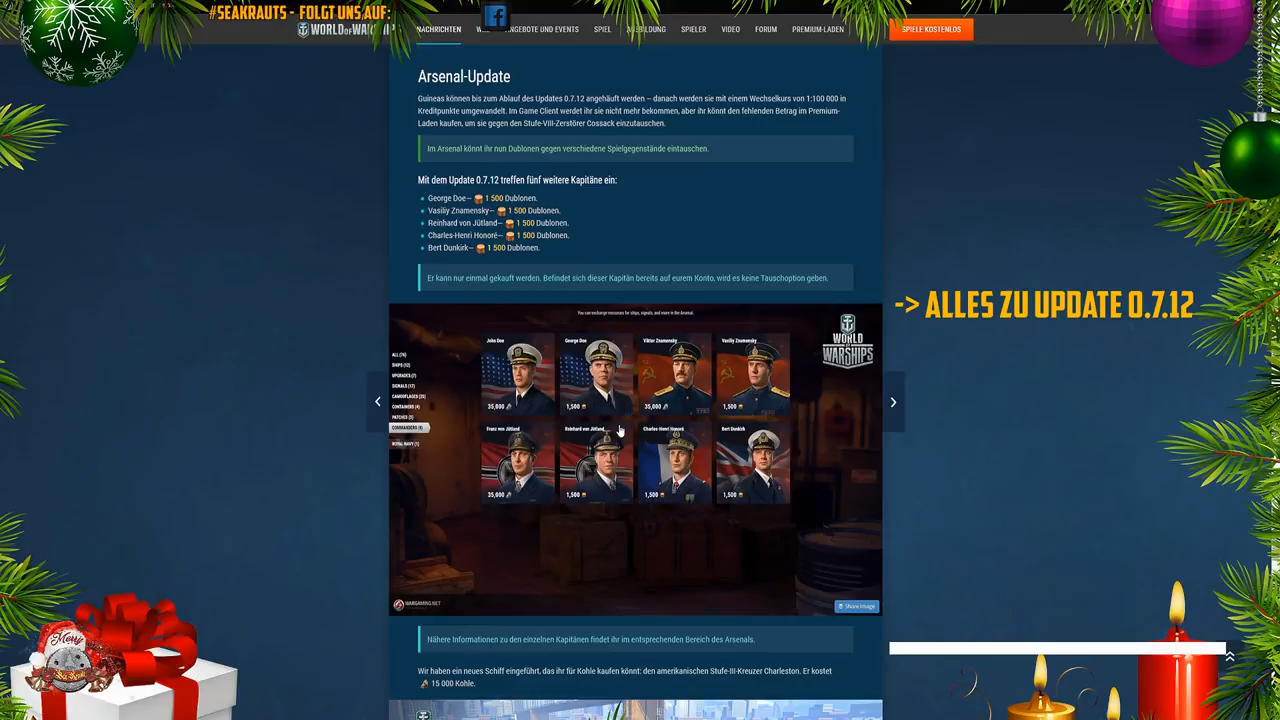 #SEAKRAUTS - FOLGT UNS AUF:
WORLD OF WARSHI
NACHRICHTEN
ANGEBOTE UND EVENTS
SPIEL
SPIELER
VIDEO
FORUM
PREMIUM-LADEN
SPIELE KOSTENLOS
Arsenal-Update
Guineas können bis zum Ablauf des Updates 0.7.12 angehäuft werden – danach werden sie mit einem Wechselkurs von 1:100 000 in
Kreditpunkte umgewandelt. Im Game Client werdet ihr sie nicht mehr bekommen, aber ihr könnt den fehlenden Betrag im Premium-
Laden kaufen, um sie gegen den Stufe-VIII-Zerstörer Cossack einzutauschen.
Im Arsenal könnt ihr nun Dublonen gegen verschiedene Spielgegenstände eintauschen.
Mit dem Update 0.7.12 treffen fünf weitere Kapitäne ein:
George Doe— 1 500 Dublonen.
Vasiliy Znamensky— 1 500 Dublonen.
Reinhard von Jütland— 1 500 Dublonen.
Charles-Henri Honoré— 1 500 Dublonen.
Bert Dunkirk— 1 500 Dublonen.
Er kann nur einmal gekauft werden. Befindet sich dieser Kapitän bereits auf eurem Konto, wird es keine Tauschoption geben.
-> ALLES ZU UPDATE 0.7.12
You can exchange resources for ships, signals, and more in the Arsenal.
WORLD
OF
WARSHIPS
ALL (76)
SHIPS (12)
UPGRADES (7)
SIGNALS (17)
CAMOUFLAGES (25)
CONTAINERS (4)
PATCHES (2)
COMMANDERS (8)
ROYAL NAVY (1)
John Doe
George Doe
Viktor Znamensky
Vasiliy Znamensky
35,000
1,500
35,000
1,500
Franz von Jütland
Reinhard von Jütland
Charles-Henri Honoré
Bert Dunkirk
35,000
1,500
1,500
1,500
WARGAMING.NET
Share Image
Nähere Informationen zu den einzelnen Kapitänen findet ihr im entsprechenden Bereich des Arsenals.
Wir haben ein neues Schiff eingeführt, das ihr für Kohle kaufen könnt: den amerikanischen Stufe-III-Kreuzer Charleston. Er kostet
15 000 Kohle.
Merry